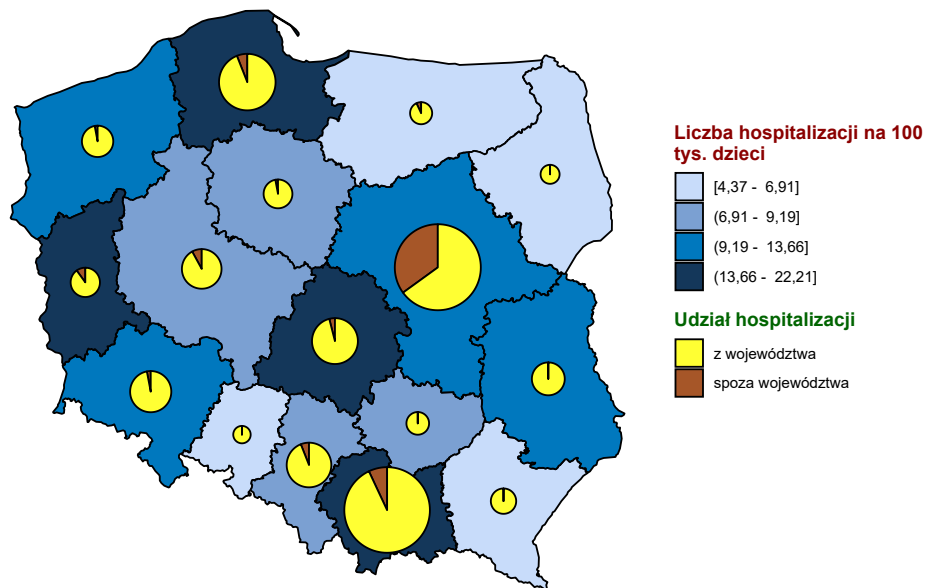 Liczba hospitalizacji na 100
tys. dzieci
[4,37 - 6,91]
(6,91 - 9,19]
(9,19 - 13,66]
(13,66 - 22,21]
Udział hospitalizacji
z województwa
spoza województwa